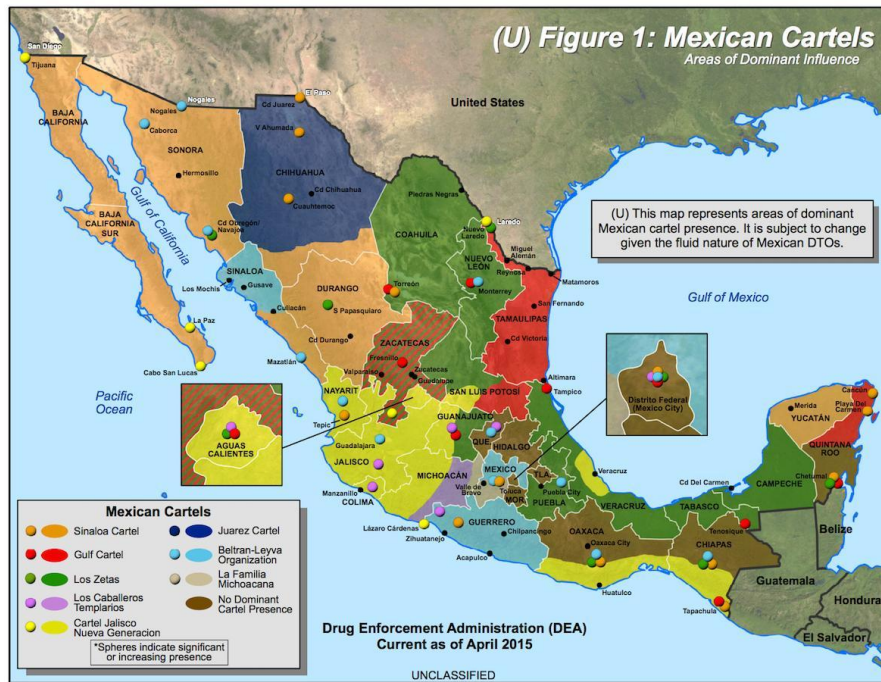 (U) Figure 1: Mexican Cartels
Areas of Dominant Influence
San Diego
Tijuana
BAJA
CALIFORNIA
Nogales
Nogales
Caborca
SONORA
Hermosillo
El Paso
Cd Juarez
V Ahumada
CHIHUAHUA
Cd Chihuahua
Cuauhtemoc
United States
Gulf of California
BAJA
CALIFORNIA
SUR
Cd Obregón/
Navajoa
Piedras Negras
COAHUILA
Laredo
Nuevo
Laredo
NUEVO
LEÓN
Miguel
Alemán
Reynosa
Matamoros
Monterrey
(U) This map represents areas of dominant
Mexican cartel presence. It is subject to change
given the fluid nature of Mexican DTOs.
SINALOA
Los Mochis
Gusave
Culiacán
DURANGO
S Papasquiaro
Torreón
Cd Durango
San Fernando
TAMAULIPAS
Cd Victoria
Gulf of Mexico
La Paz
Cabo San Lucas
Mazatlán
ZACATECAS
Fresnillo
Valparaiso
Zacatecas
Guadalupe
SAN LUIS POTOSÍ
Altimara
Tampico
Pacific
Ocean
AGUAS
CALIENTES
NAYARIT
Tepic
Guadalajara
JALISCO
GUANAJUATO
QUE
HIDALGO
Distrito Federal
(Mexico City)
Cancún
Playa Del
Carmen
Merida
YUCATÁN
QUINTANA
ROO
Manzanillo
COLIMA
MICHOACÁN
MEXICO
Valle de
Bravo
Toluca
MOR
TLA
Puebla City
PUEBLA
Veracruz
VERACRUZ
Cd Del Carmen
CAMPECHE
Chetumal
TABASCO
Tenosique
Belize
Lázaro Cárdenas
Zihuatanejo
GUERRERO
Chilpancingo
Acapulco
OAXACA
Oaxaca City
Huatulco
CHIAPAS
Tapachula
Guatemala
Hondura
El Salvador
Mexican Cartels
Sinaloa Cartel
Juarez Cartel
Gulf Cartel
Beltran-Leyva
Organization
Los Zetas
La Familia
Michoacana
Los Caballeros
Templarios
No Dominant
Cartel Presence
Cartel Jalisco
Nueva Generacion
*Spheres indicate significant
or increasing presence
Drug Enforcement Administration (DEA)
Current as of April 2015
UNCLASSIFIED